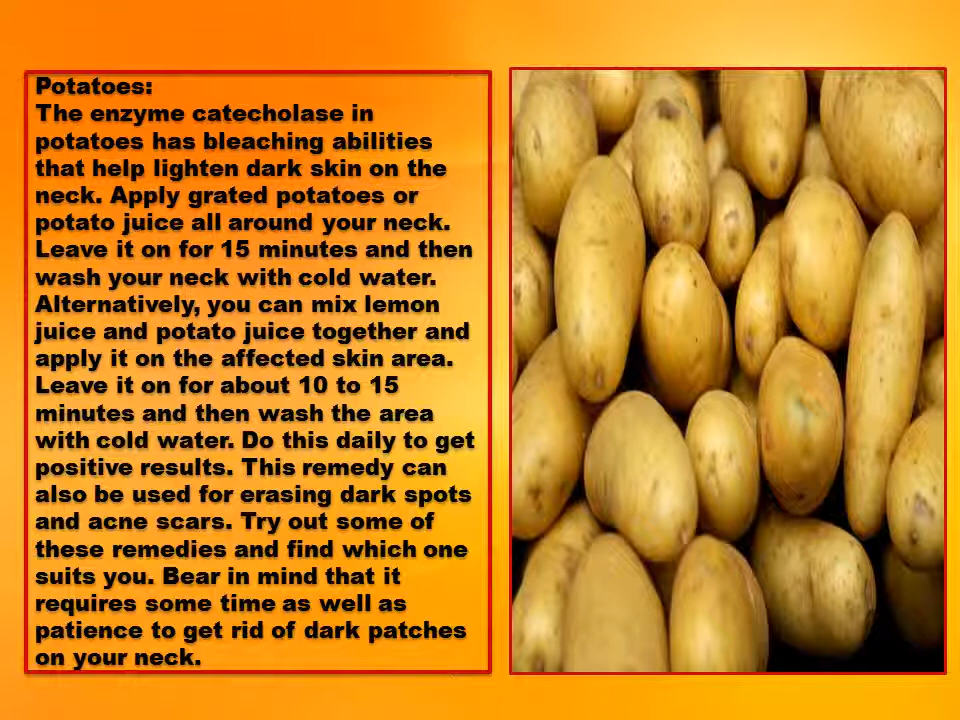 Potatoes:
The enzyme catecholase in
potatoes has bleaching abilities
that help lighten dark skin on the
neck. Apply grated potatoes or
potato juice all around your neck.
Leave it on for 15 minutes and then
wash your neck with cold water.
Alternatively, you can mix lemon
juice and potato juice together and
apply it on the affected skin area.
Leave it on for about 10 to 15
minutes and then wash the area
with cold water. Do this daily to get
positive results. This remedy can
also be used for erasing dark spots
and acne scars. Try out some of
these remedies and find which one
suits you. Bear in mind that it
requires some time as well as
patience to get rid of dark patches
on your neck.